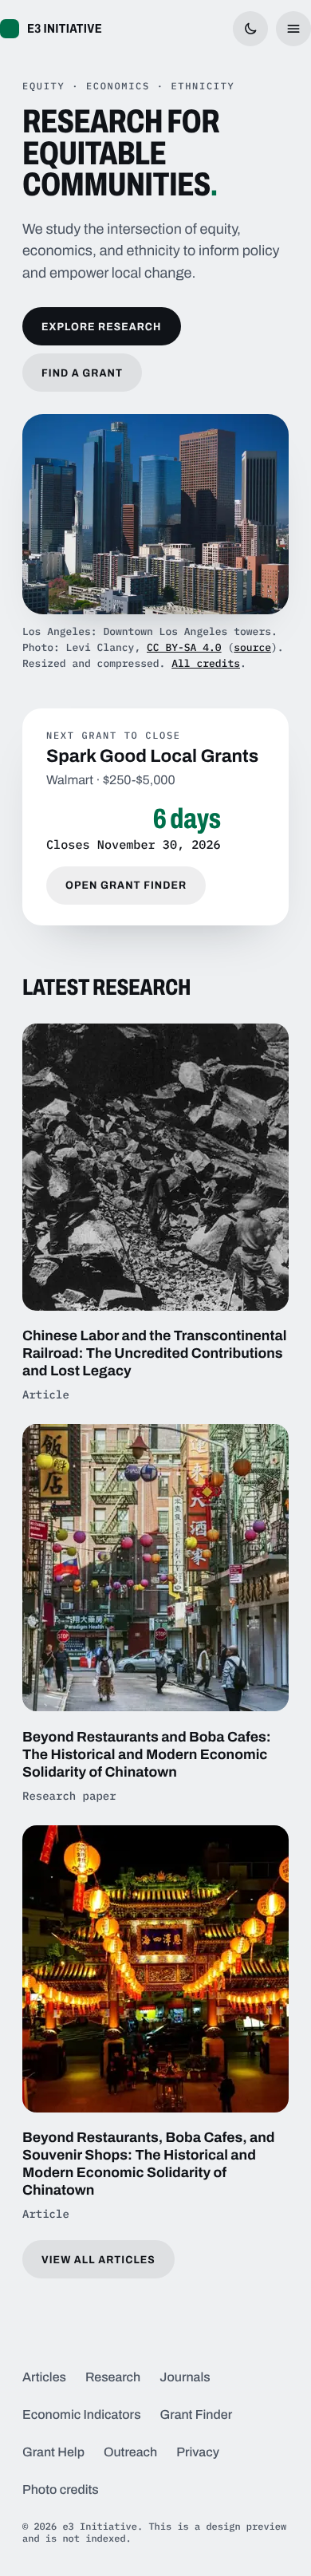 E3 INITIATIVE
EQUITY · ECONOMICS · ETHNICITY
RESEARCH FOR
EQUITABLE
COMMUNITIES.
We study the intersection of equity,
economics, and ethnicity to inform policy
and empower local change.
EXPLORE RESEARCH
FIND A GRANT
Los Angeles: Downtown Los Angeles towers.
Photo: Levi Clancy, CC BY-SA 4.0 (source).
Resized and compressed. All credits.
NEXT GRANT TO CLOSE
Spark Good Local Grants
Walmart · $250-$5,000
6 days
Closes November 30, 2026
OPEN GRANT FINDER
LATEST RESEARCH
Chinese Labor and the Transcontinental
Railroad: The Uncredited Contributions
and Lost Legacy
Article
飯店
STOP
STOP
Beyond Restaurants and Boba Cafes:
The Historical and Modern Economic
Solidarity of Chinatown
Research paper
Beyond Restaurants, Boba Cafes, and
Souvenir Shops: The Historical and
Modern Economic Solidarity of
Chinatown
Article
VIEW ALL ARTICLES
Articles Research Journals
Economic Indicators Grant Finder
Grant Help Outreach Privacy
Photo credits
© 2026 e3 Initiative. This is a design preview
and is not indexed.